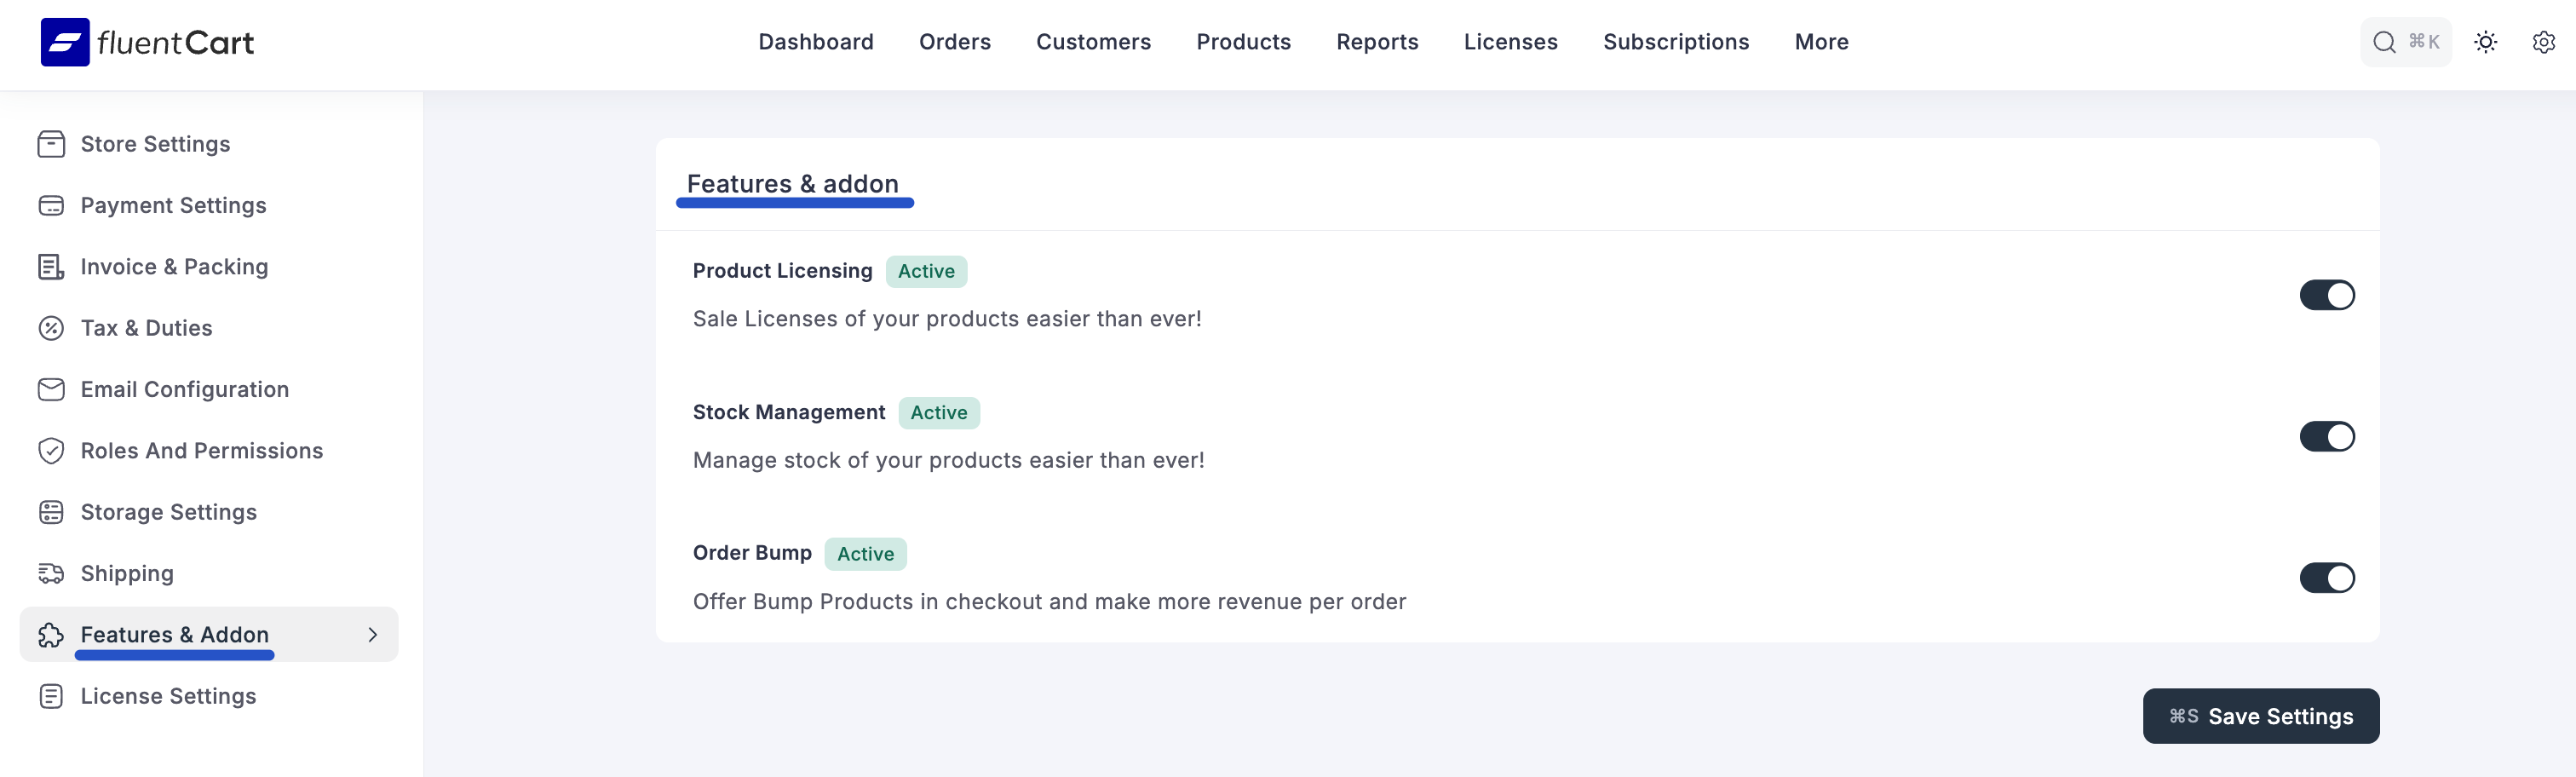 fluentCart
Dashboard
Orders
Customers
Products
Reports
Licenses
Subscriptions
More
⌘K
Store Settings
Payment Settings
Invoice & Packing
Tax & Duties
Email Configuration
Roles And Permissions
Storage Settings
Shipping
Features & Addon
License Settings
Features & addon
Product Licensing Active
Sale Licenses of your products easier than ever!
Stock Management Active
Manage stock of your products easier than ever!
Order Bump Active
Offer Bump Products in checkout and make more revenue per order
⌘S Save Settings